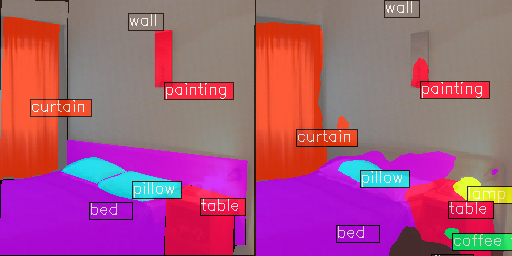 wall
painting
curtain
pillow
bed
table
wall
painting
curtain
pillow
lamp
table
bed
coffee